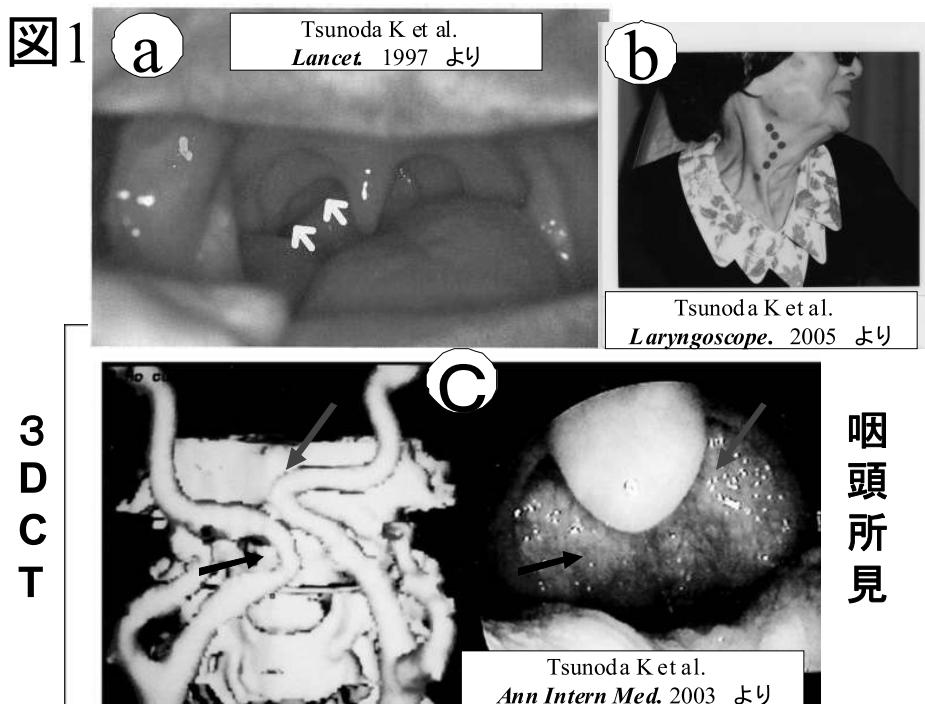 図1
a
Tsunoda K et al.
Lancet. 1997 より
b
Tsunoda K et al.
Laryngoscope. 2005 より
3DCT
C
咽頭所見
Tsunoda K et al.
Ann Intern Med. 2003 より